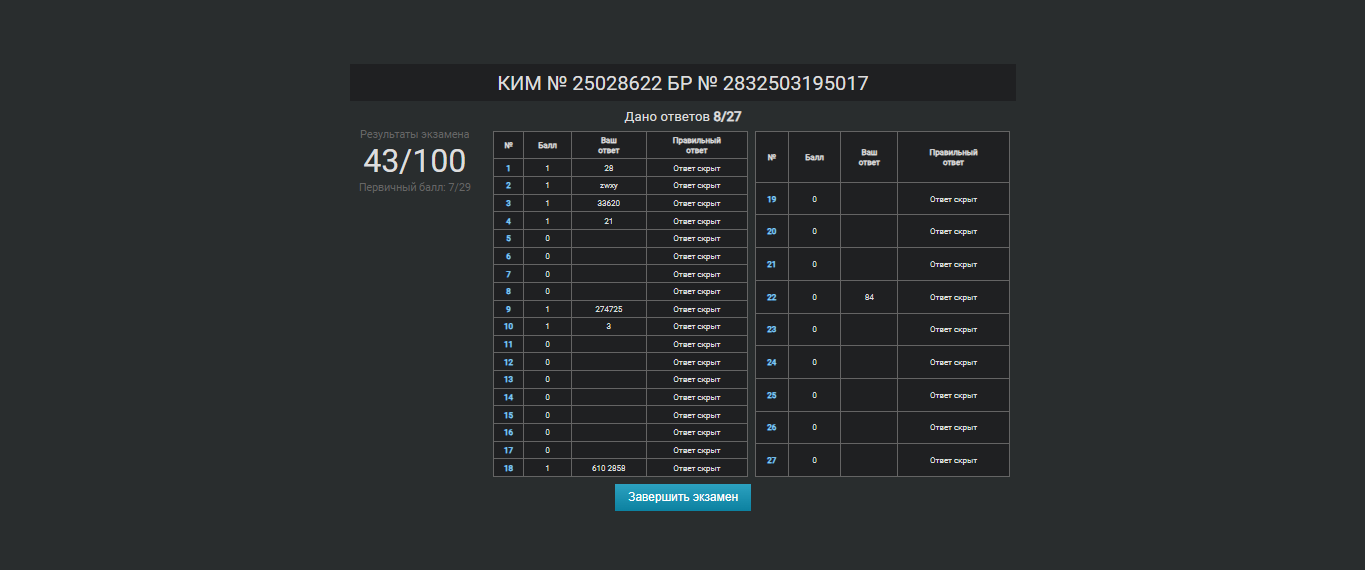 КИМ № 25028622 БР № 2832503195017
Дано ответов 8/27
Результаты экзамена
43/100
Первичный балл: 7/29
№ Балл Ваш ответ Правильный ответ
1 1 28 Ответ скрыт
2 1 zwxy Ответ скрыт
3 1 33620 Ответ скрыт
4 1 21 Ответ скрыт
5 0 Ответ скрыт
6 0 Ответ скрыт
7 0 Ответ скрыт
8 0 Ответ скрыт
9 1 274725 Ответ скрыт
10 1 3 Ответ скрыт
11 0 Ответ скрыт
12 0 Ответ скрыт
13 0 Ответ скрыт
14 0 Ответ скрыт
15 0 Ответ скрыт
16 0 Ответ скрыт
17 0 Ответ скрыт
18 1 610 2858 Ответ скрыт
№ Балл Ваш ответ Правильный ответ
19 0 Ответ скрыт
20 0 Ответ скрыт
21 0 Ответ скрыт
22 0 84 Ответ скрыт
23 0 Ответ скрыт
24 0 Ответ скрыт
25 0 Ответ скрыт
26 0 Ответ скрыт
27 0 Ответ скрыт
Завершить экзамен